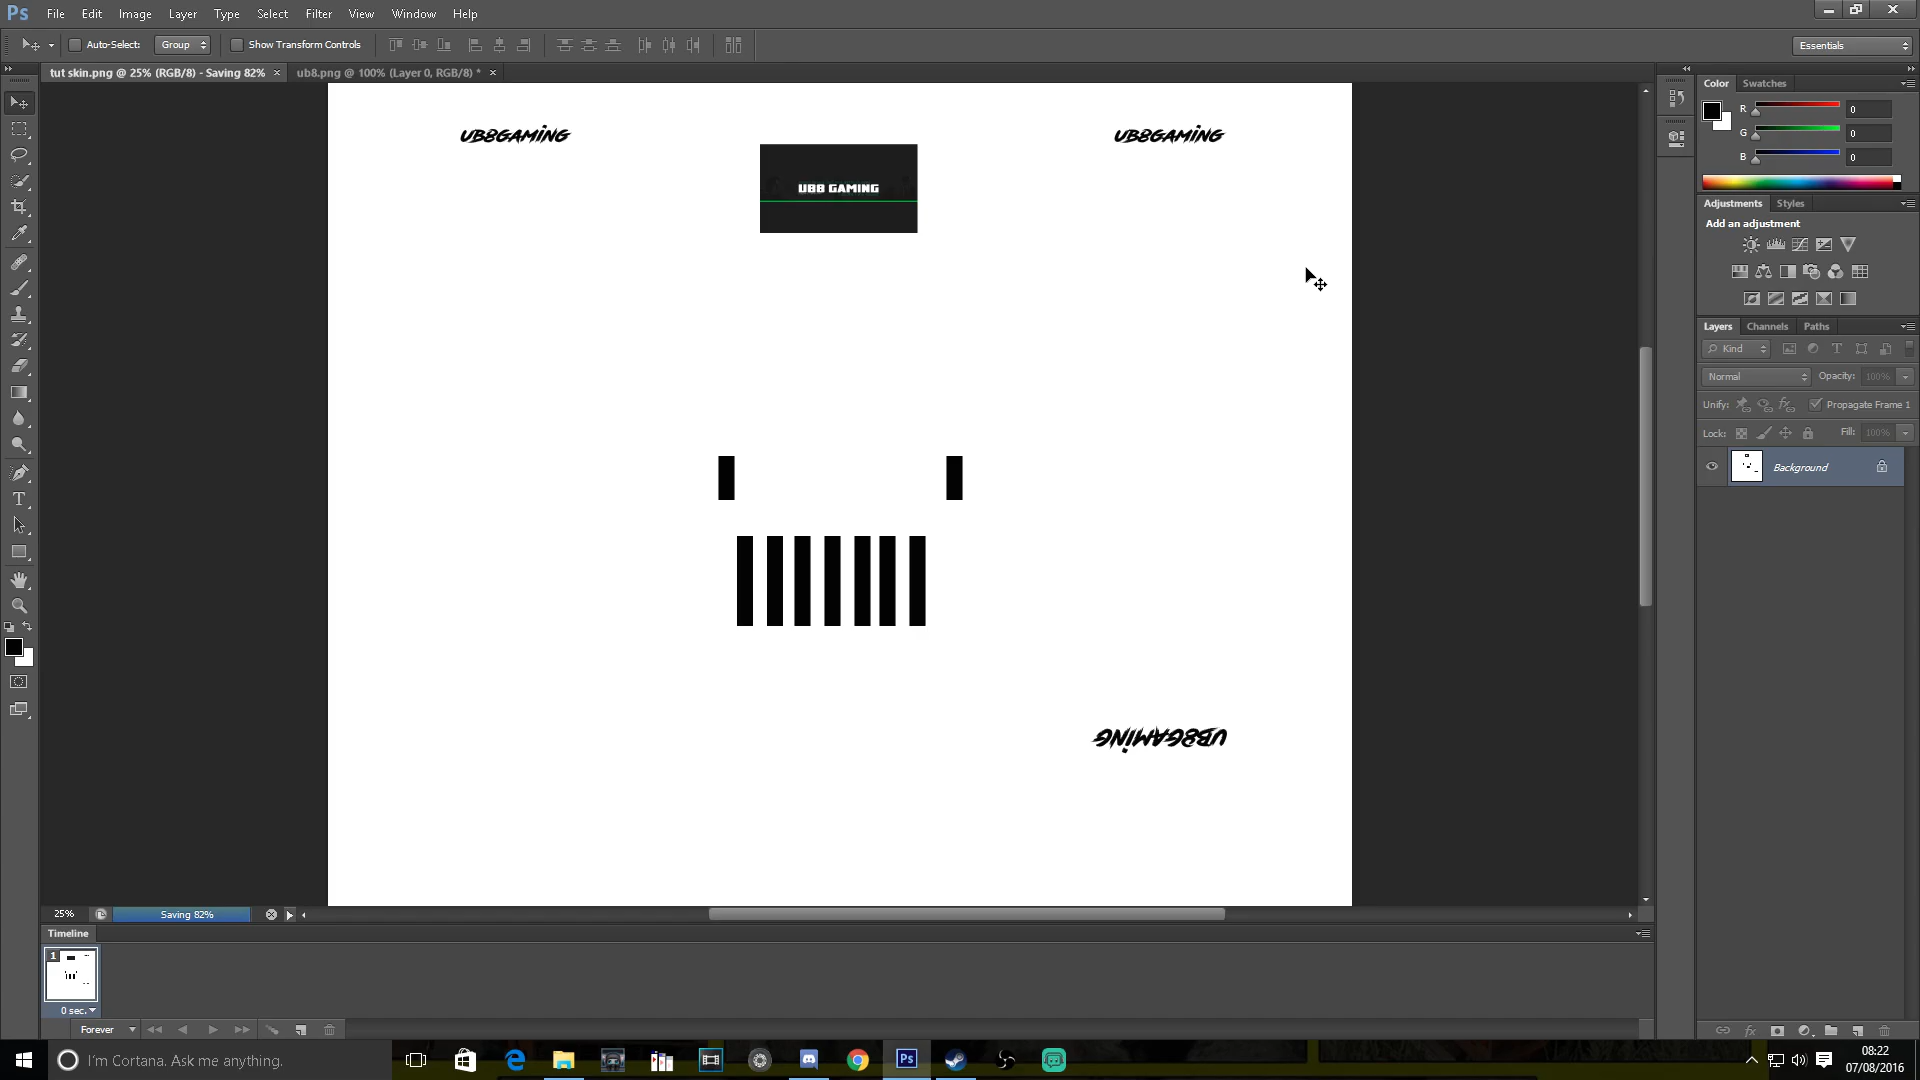 Ps File Edit Image Layer Type Select Filter View Window Help
Auto-Select: Group Show Transform Controls Essentials
tut skin.png @ 25% (RGB/8) - Saving 82% × ub8.png @ 100% (Layer 0, RGB/8) * ×
Color Swatches
R 0
G 0
B 0
UB8GAMING
UB8GAMING
UB8 GAMING
Adjustments Styles
Add an adjustment
Layers Channels Paths
Kind
Normal Opacity: 100%
Unify: Propagate Frame 1
Lock: Fill: 100%
Background
UB8GAMING
25% Saving 82%
Timeline
1
0 sec.
Forever
I'm Cortana. Ask me anything.
Ps
08:22
07/08/2016